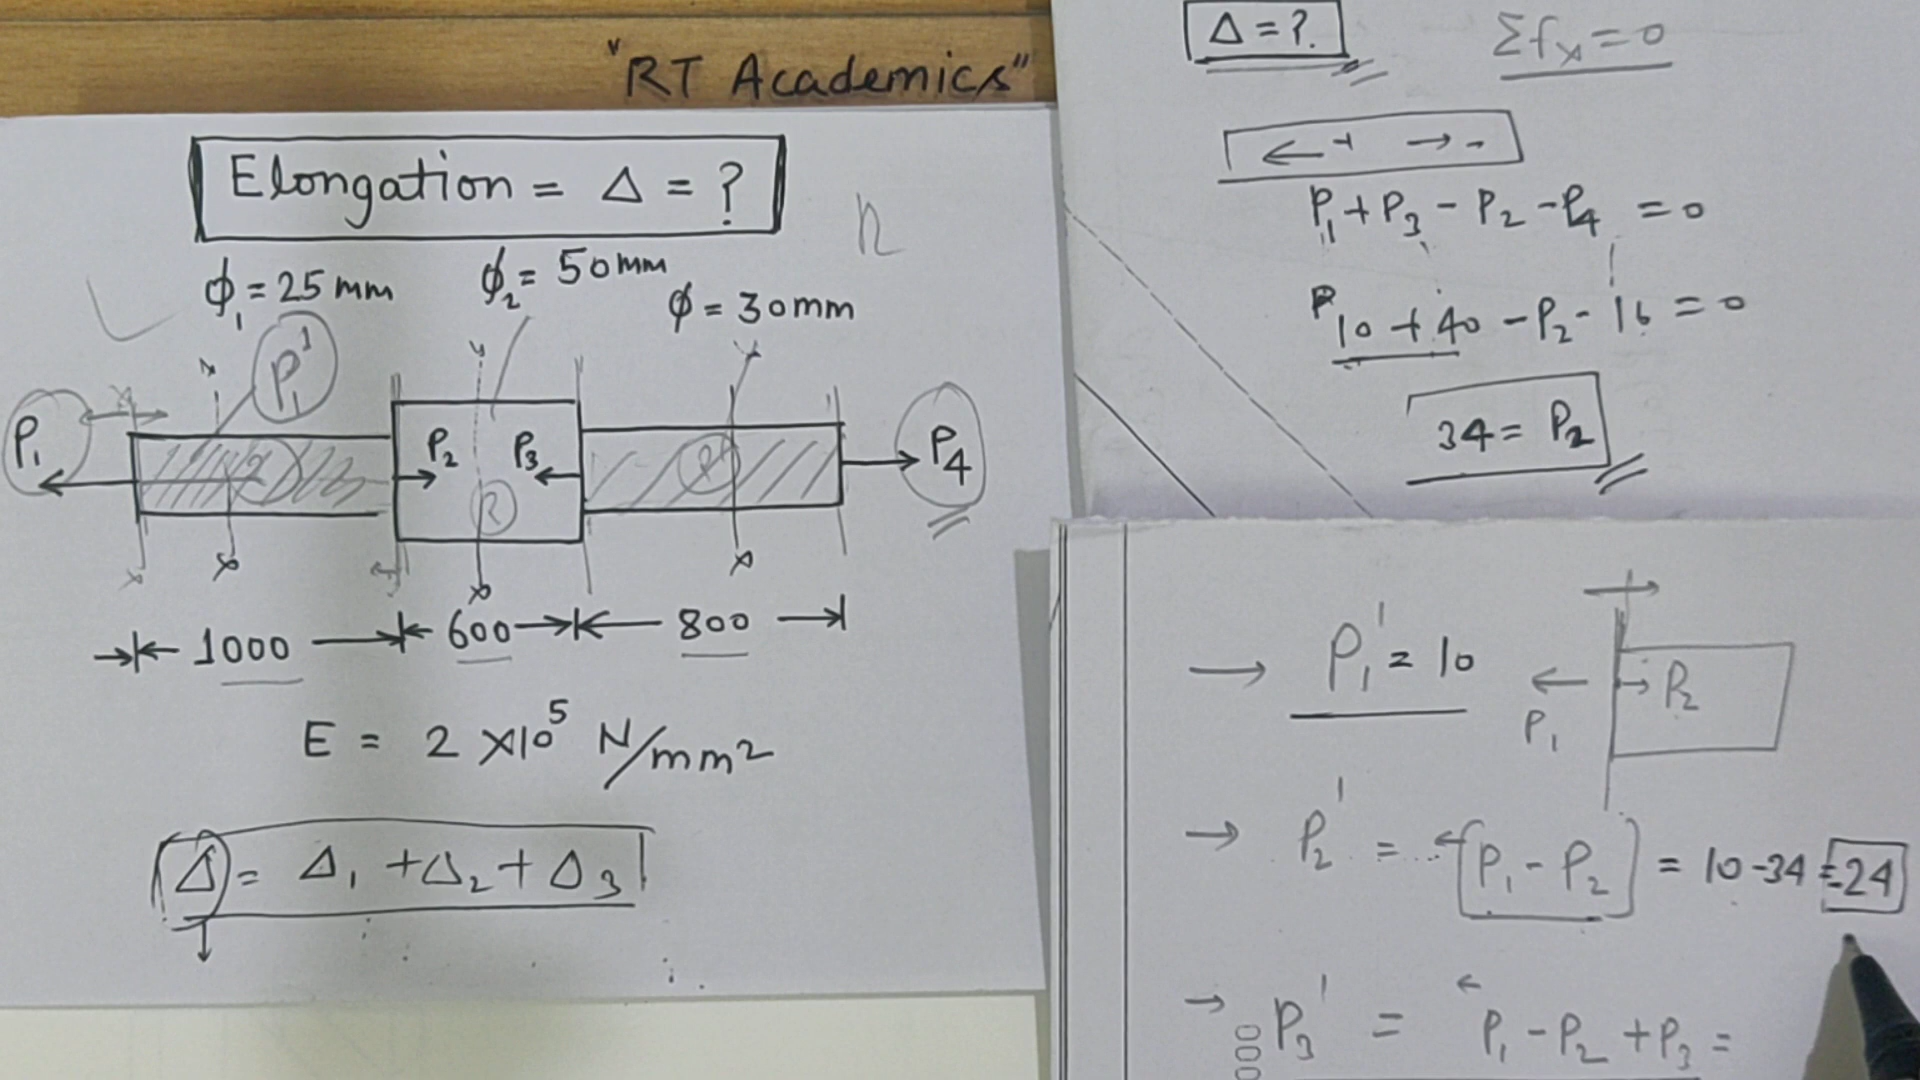 "RT Academics"
Elongation = Δ = ?
ϕ₁ = 25 mm
ϕ₂ = 50 mm
ϕ = 30 mm
P₁'
P₁
P₂
P₃
P₄
x
x
x
x
1000
600
800
E = 2 × 10⁵ N/mm²
Δ = Δ₁ + Δ₂ + Δ₃
Δ = ?
Σfx = 0
← + → -
P₁ + P₃ - P₂ - P₄ = 0
10 + 40 - P₂ - 16 = 0
34 = P₂
→ P₁' = 10
P₁
P₂
→ P₂' = [P₁ - P₂] = 10 - 34 = -24
→ P₃' = P₁ - P₂ + P₃ =